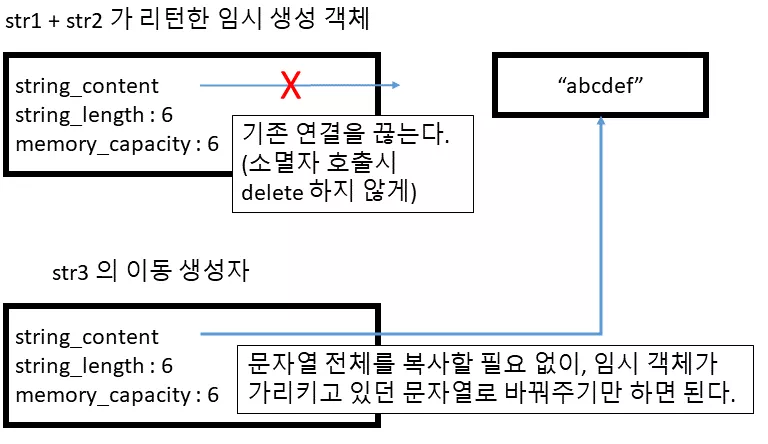 str1 + str2 가 리턴한 임시 생성 객체
string_content
string_length : 6
memory_capacity : 6
X
“abcdef”
기존 연결을 끊는다.
(소멸자 호출시
delete 하지 않게)
str3 의 이동 생성자
string_content
string_length : 6
memory_capacity : 6
문자열 전체를 복사할 필요 없이, 임시 객체가
가리키고 있던 문자열로 바꿔주기만 하면 된다.